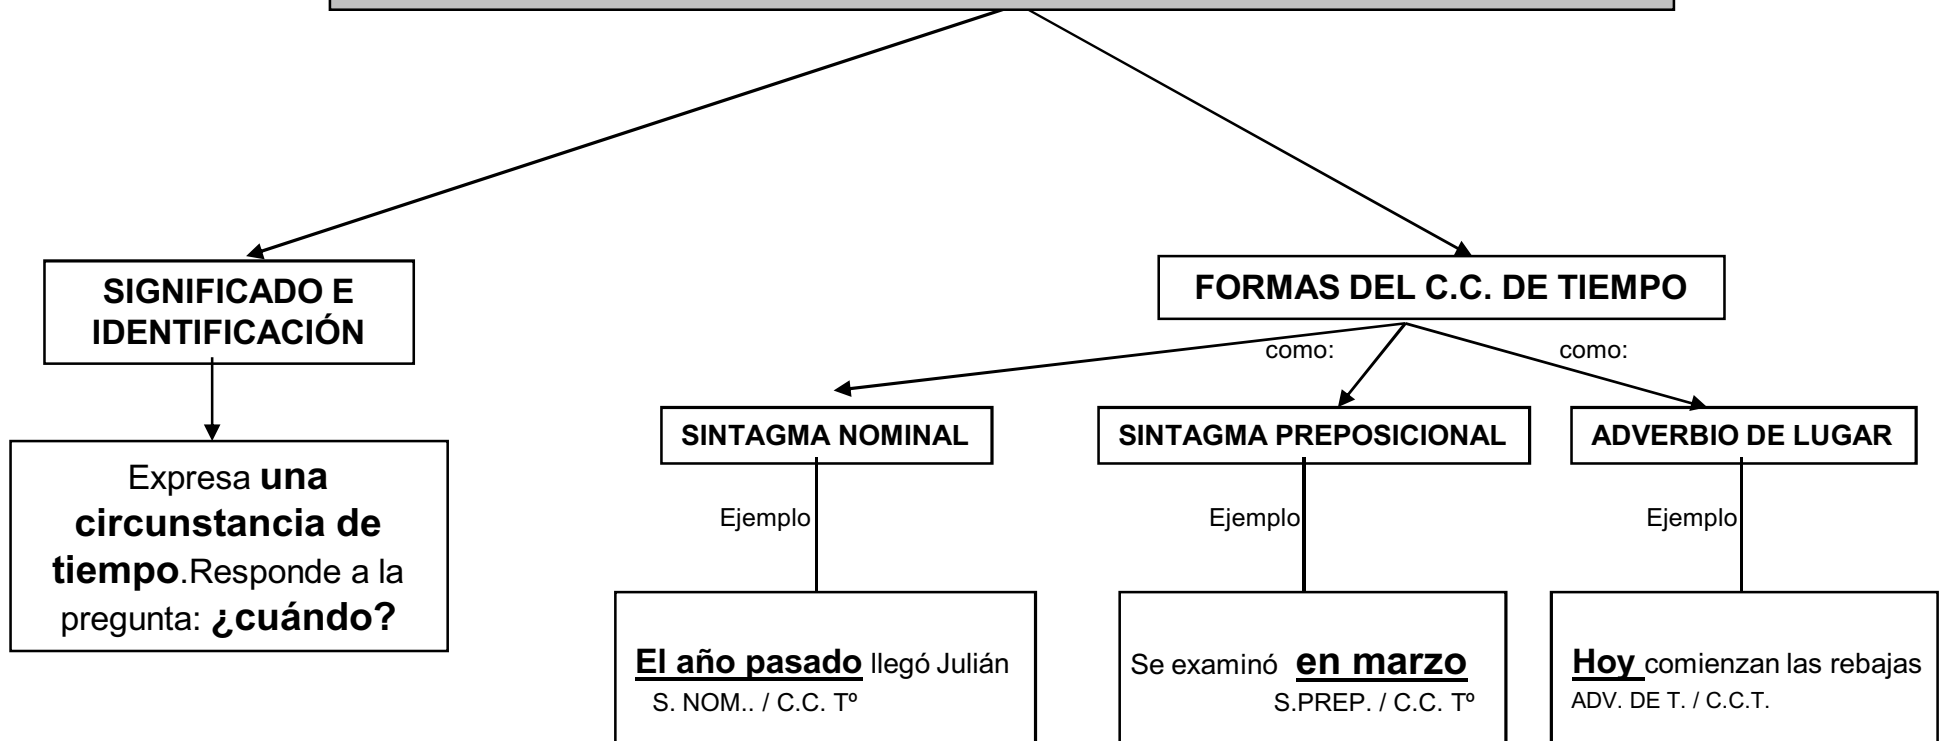 SIGNIFICADO E
IDENTIFICACIÓN
Expresa una
circunstancia de
tiempo.Responde a la
pregunta: ¿cuándo?
FORMAS DEL C.C. DE TIEMPO
como:
como:
SINTAGMA NOMINAL
Ejemplo
El año pasado llegó Julián
S. NOM.. / C.C. Tº
SINTAGMA PREPOSICIONAL
Ejemplo
Se examinó en marzo
S.PREP. / C.C. Tº
ADVERBIO DE LUGAR
Ejemplo
Hoy comienzan las rebajas
ADV. DE T. / C.C.T.